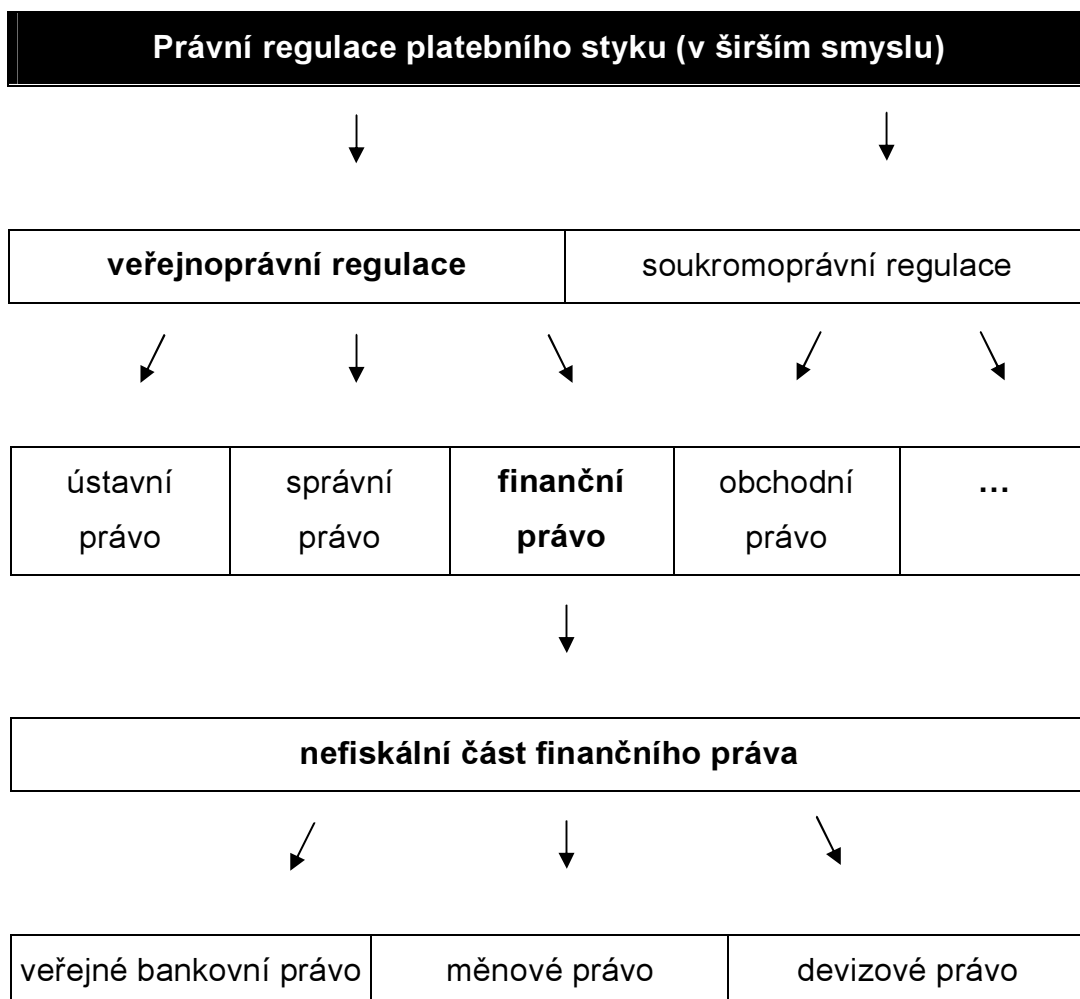 Právní regulace platebního styku (v širším smyslu)
veřejnoprávní regulace
soukromoprávní regulace
ústavní
právo
správní
právo
finanční
právo
obchodní
právo
...
nefiskální část finančního práva
veřejné bankovní právo
měnové právo
devizové právo